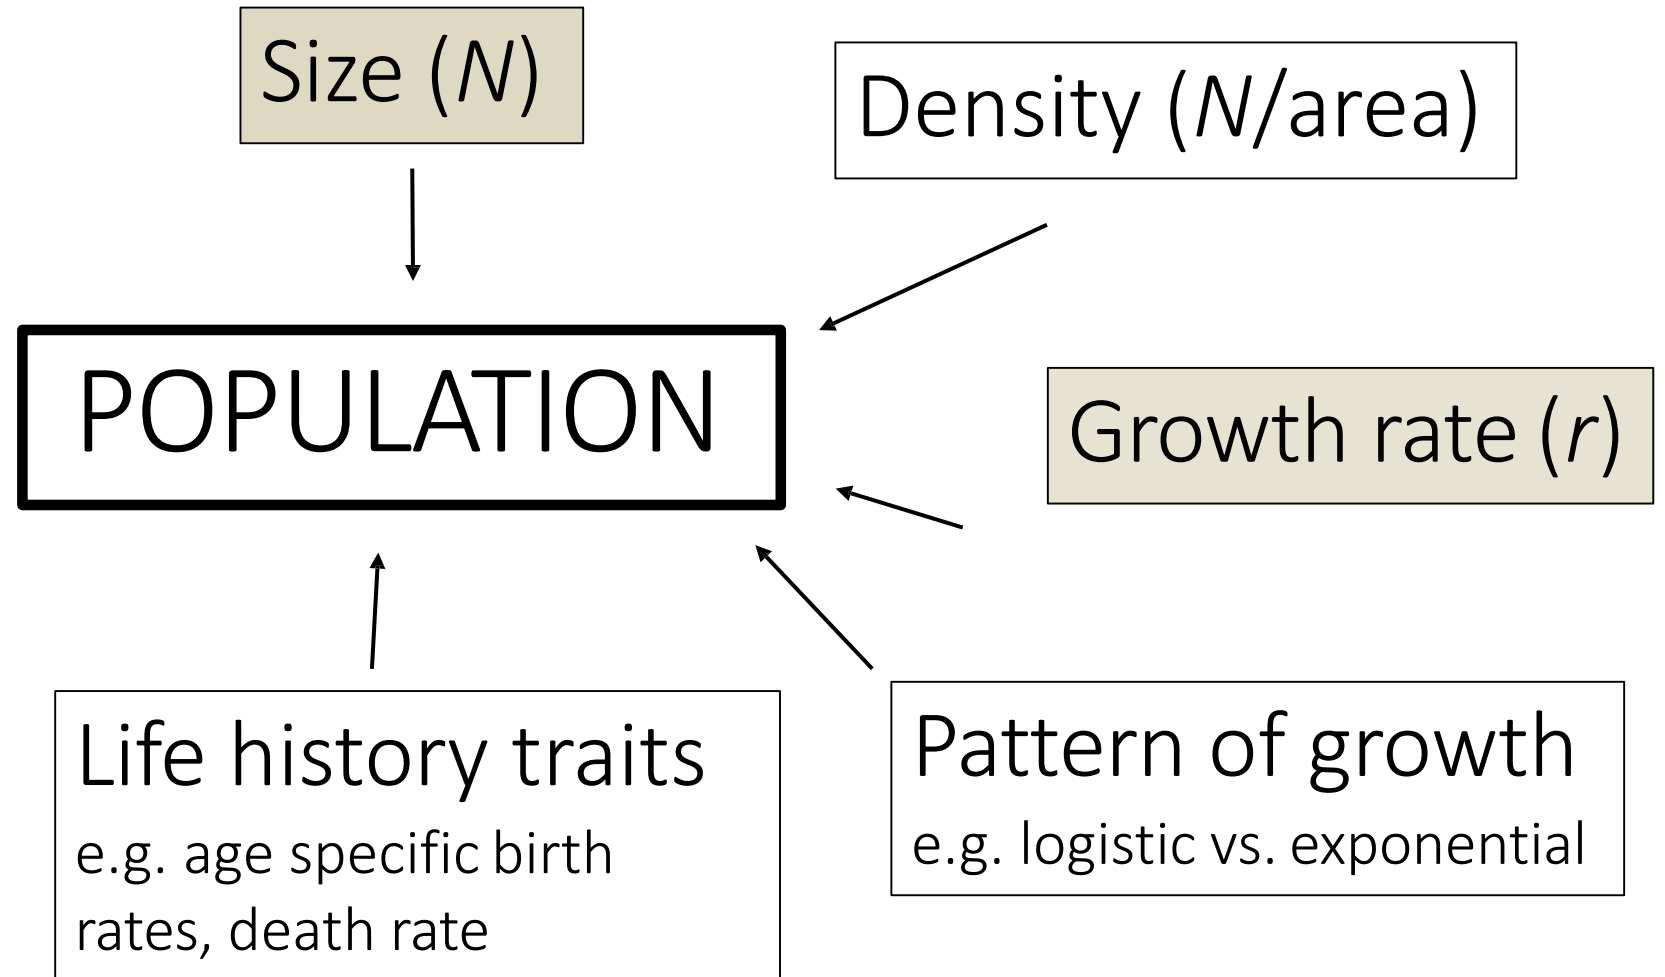 Size (N)
Density (N/area)
POPULATION
Growth rate (r)
Life history traits
e.g. age specific birth
rates, death rate
Pattern of growth
e.g. logistic vs. exponential